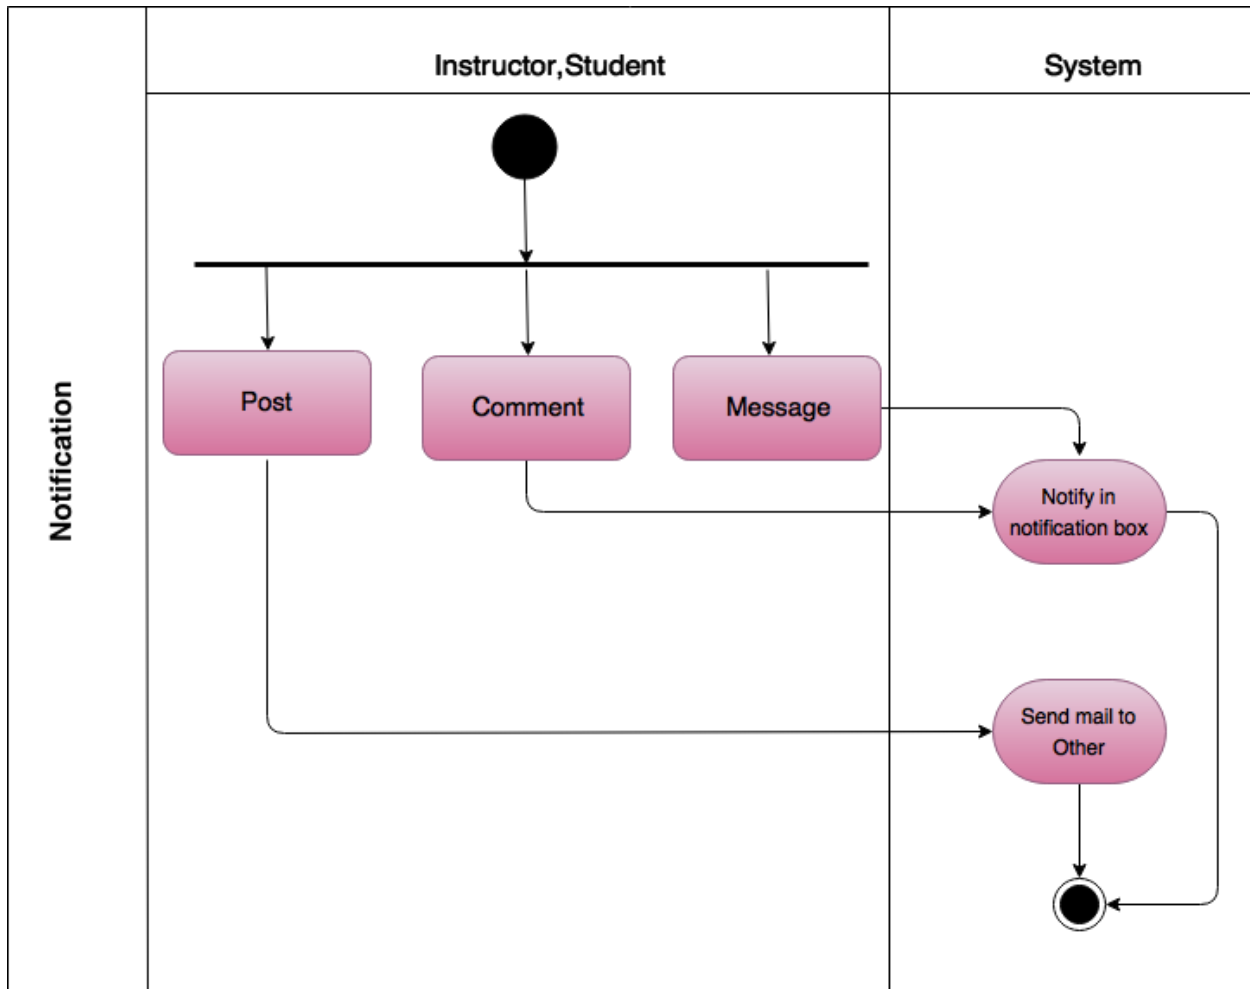 Instructor,Student
System
Notification
Post
Comment
Message
Notify in
notification box
Send mail to
Other